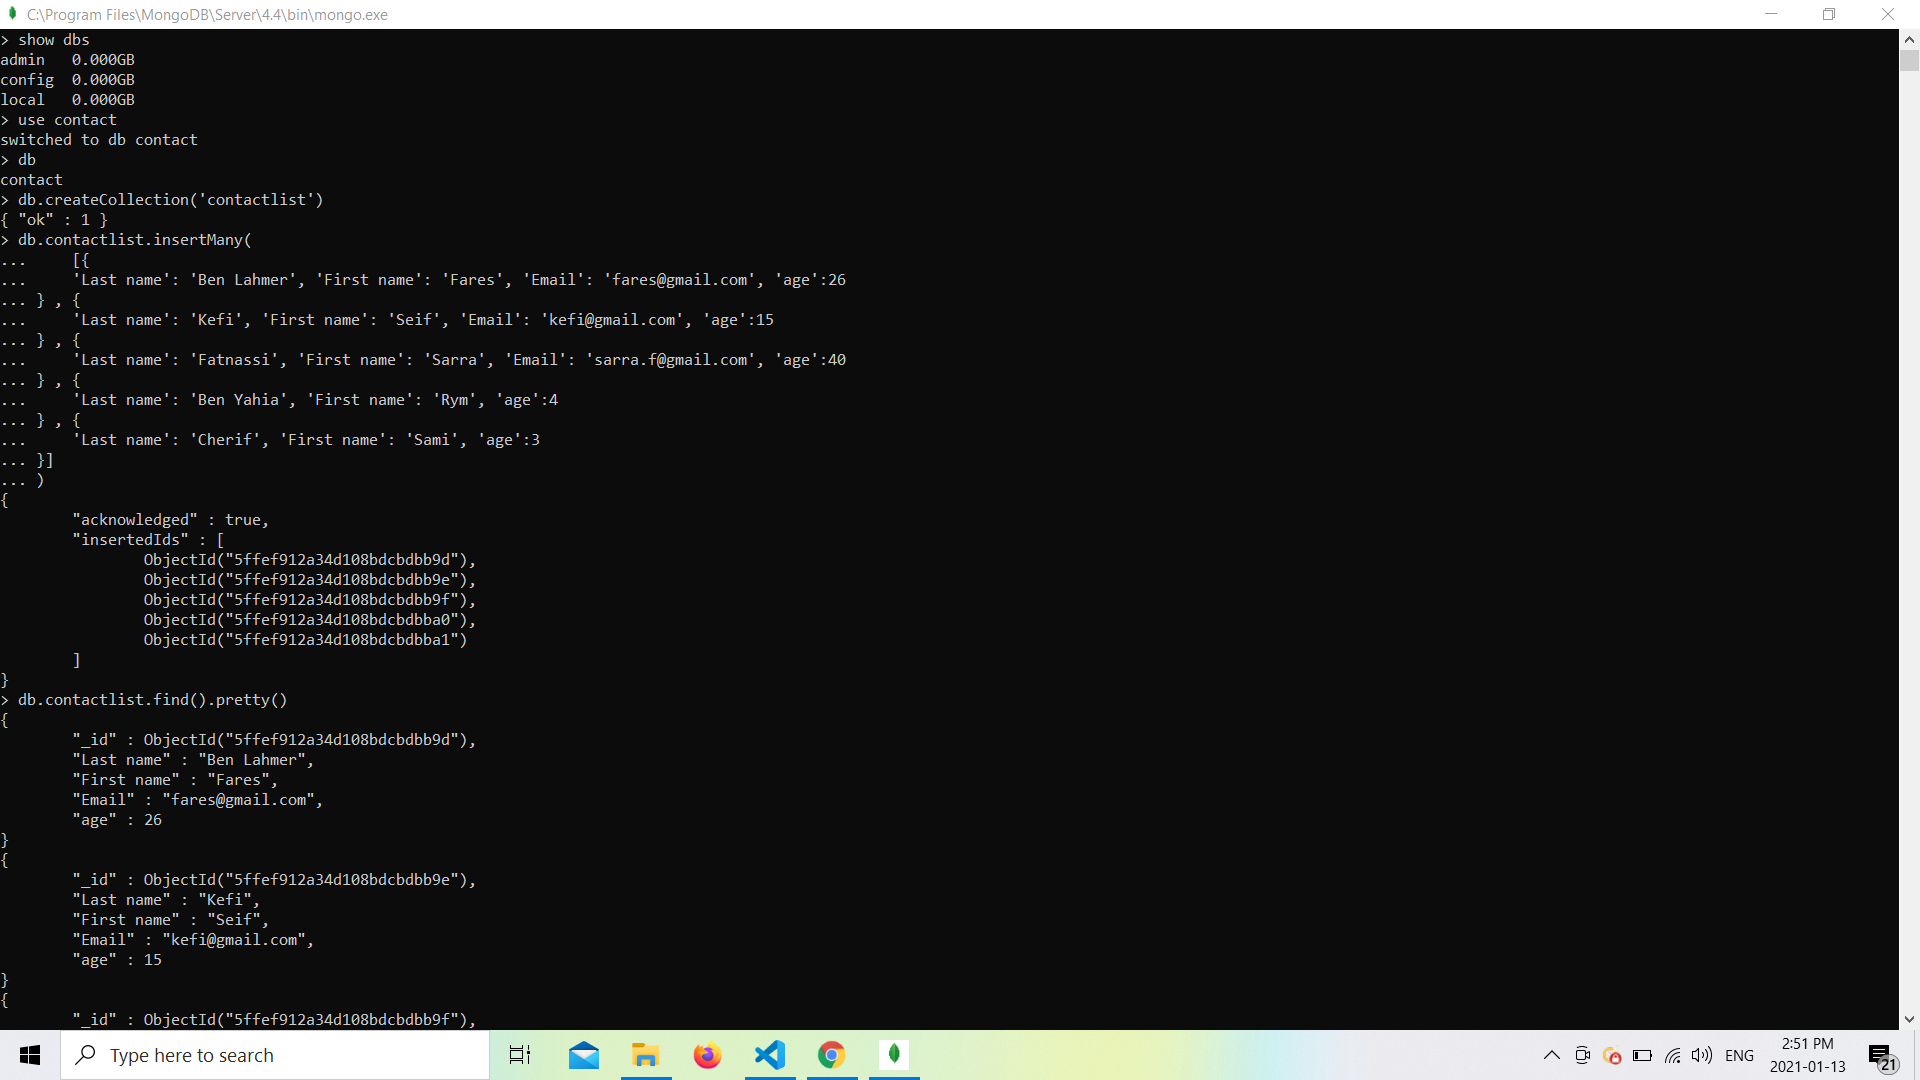 C:\Program Files\MongoDB\Server\4.4\bin\mongo.exe
> show dbs
admin   0.000GB
config  0.000GB
local   0.000GB
> use contact
switched to db contact
> db
contact
> db.createCollection('contactlist')
{ "ok" : 1 }
> db.contactlist.insertMany(
...     [{
...     'Last name': 'Ben Lahmer', 'First name': 'Fares', 'Email': 'fares@gmail.com', 'age':26
... } , {
...     'Last name': 'Kefi', 'First name': 'Seif', 'Email': 'kefi@gmail.com', 'age':15
... } , {
...     'Last name': 'Fatnassi', 'First name': 'Sarra', 'Email': 'sarra.f@gmail.com', 'age':40
... } , {
...     'Last name': 'Ben Yahia', 'First name': 'Rym', 'age':4
... } , {
...     'Last name': 'Cherif', 'First name': 'Sami', 'age':3
... }]
... )
{
        "acknowledged" : true,
        "insertedIds" : [
                ObjectId("5ffef912a34d108bdcbdbb9d"),
                ObjectId("5ffef912a34d108bdcbdbb9e"),
                ObjectId("5ffef912a34d108bdcbdbb9f"),
                ObjectId("5ffef912a34d108bdcbdbba0"),
                ObjectId("5ffef912a34d108bdcbdbba1")
        ]
}
> db.contactlist.find().pretty()
{
        "_id" : ObjectId("5ffef912a34d108bdcbdbb9d"),
        "Last name" : "Ben Lahmer",
        "First name" : "Fares",
        "Email" : "fares@gmail.com",
        "age" : 26
}
{
        "_id" : ObjectId("5ffef912a34d108bdcbdbb9e"),
        "Last name" : "Kefi",
        "First name" : "Seif",
        "Email" : "kefi@gmail.com",
        "age" : 15
}
{
        "_id" : ObjectId("5ffef912a34d108bdcbdbb9f"),
Type here to search
ENG
2:51 PM
2021-01-13
21